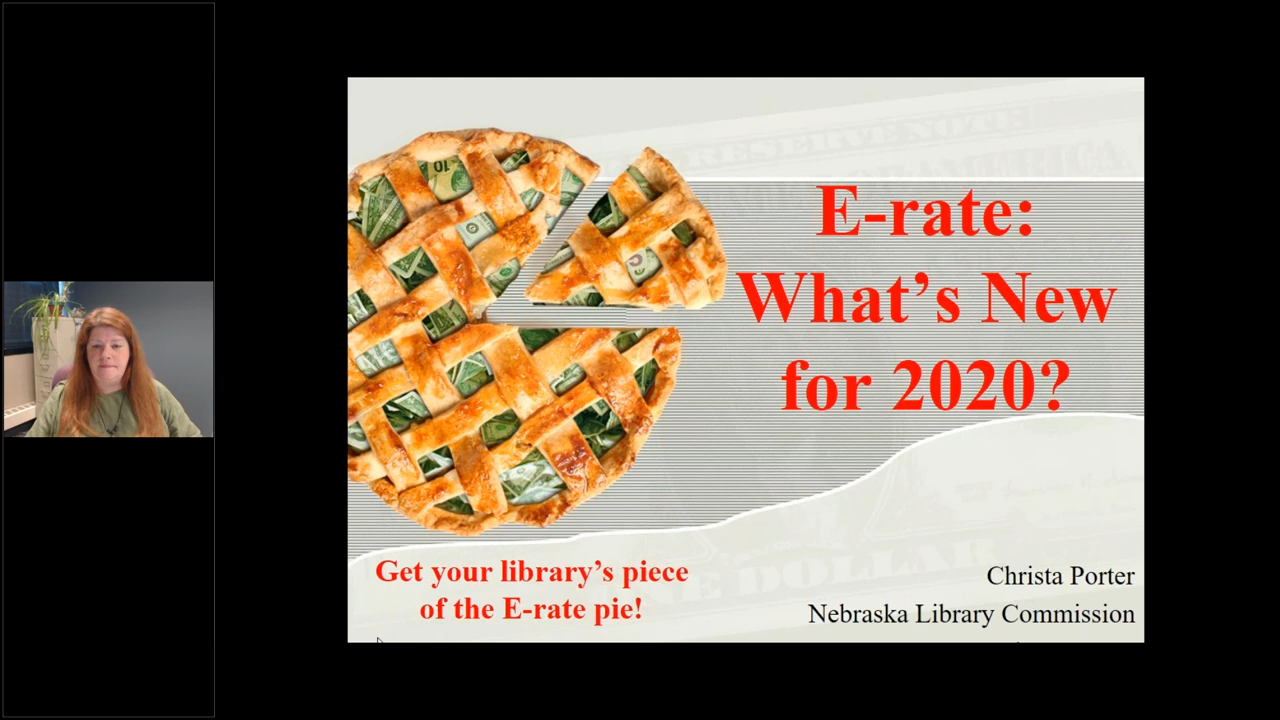 E-rate:
What's New
for 2020?
Get your library's piece
of the E-rate pie!
Christa Porter
Nebraska Library Commission